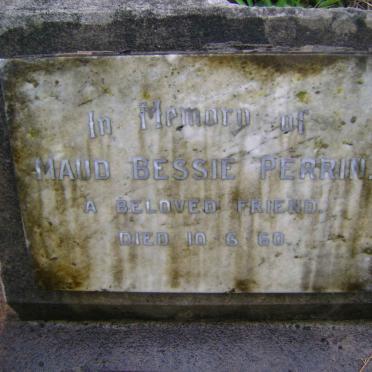 In Memory of
MAUD BESSIE PERRIN.
A BELOVED FRIEND.
DIED 10. 6. 60.